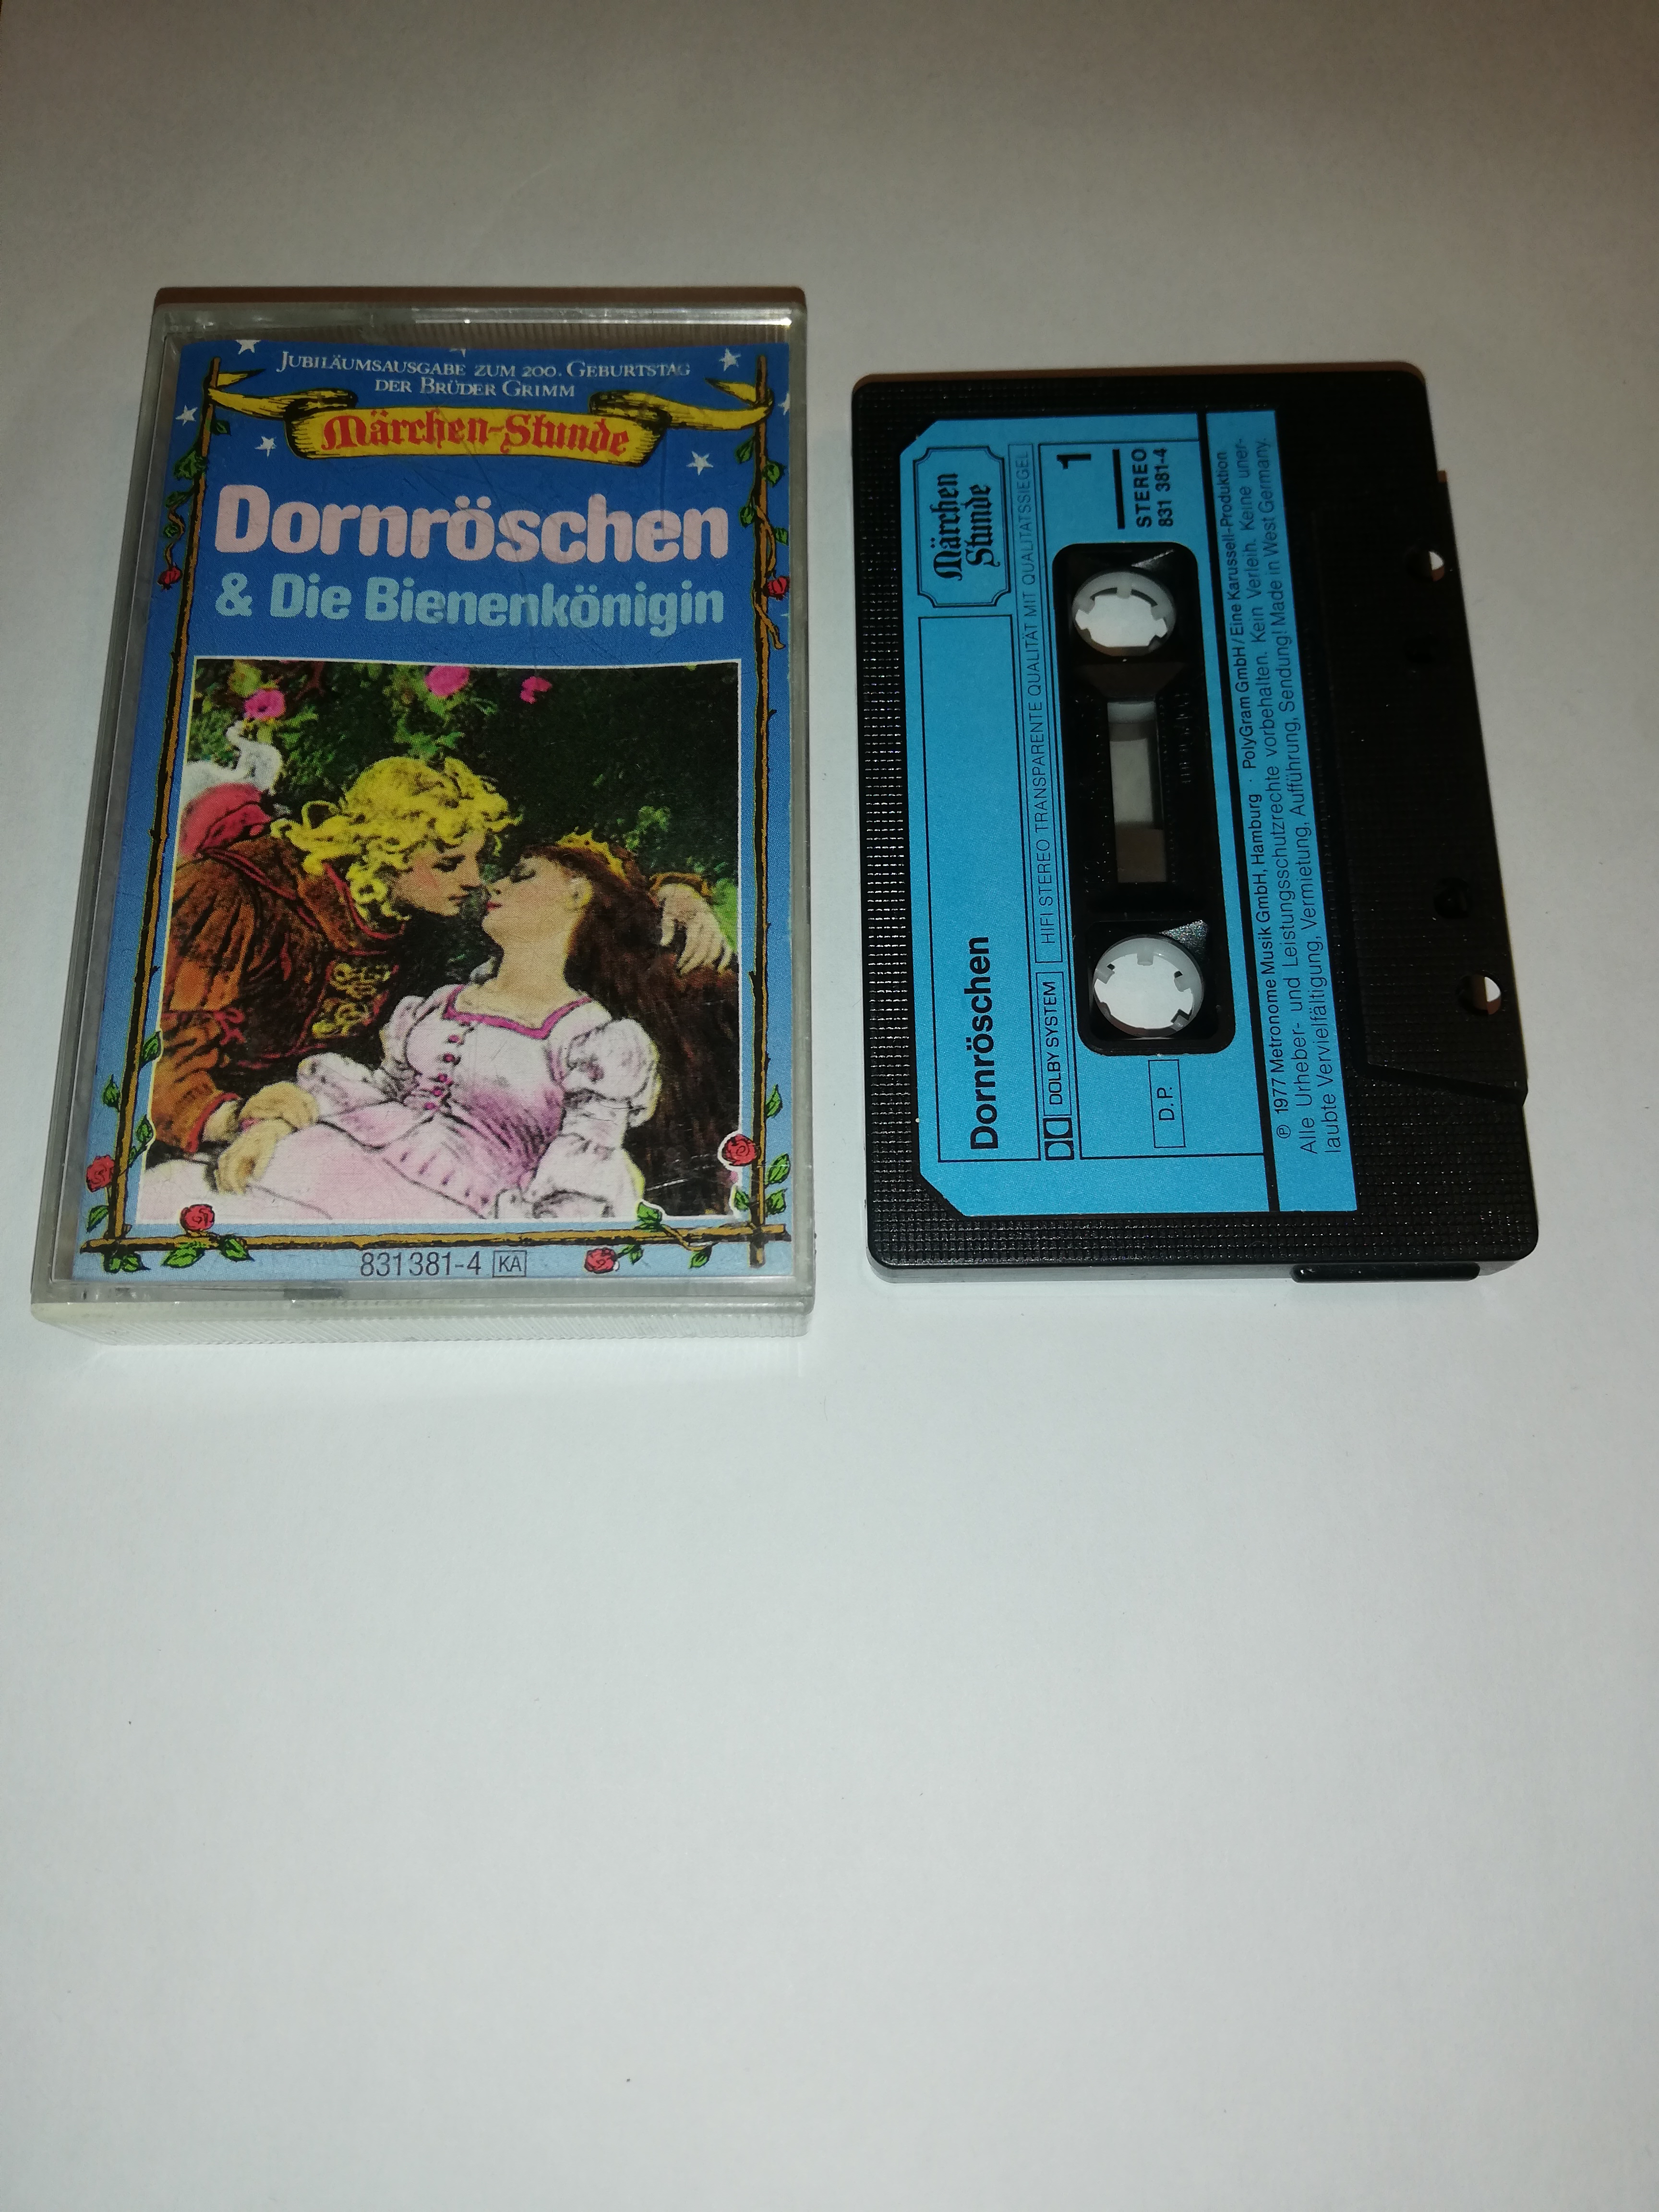 JUBILÄUMSAUSGABE ZUM 200. GEBURTSTAG
DER BRÜDER GRIMM
Märchen-Stunde
Dornröschen
& Die Bienenkönigin
831381-4 KA
Märchen
Stunde
Dornröschen
DOLBY SYSTEM HIFI STEREO TRANSPARENTE QUALITÄT MIT QUALITÄTSSIEGEL
1
STEREO
831 381-4
D.P.
℗ 1977 Metronome Musik GmbH, Hamburg · PolyGram GmbH / Eine Karussell-Produktion
Alle Urheber- und Leistungsschutzrechte vorbehalten. Kein Verleih. Keine uner-
laubte Vervielfältigung, Vermietung, Aufführung, Sendung! Made in West Germany.